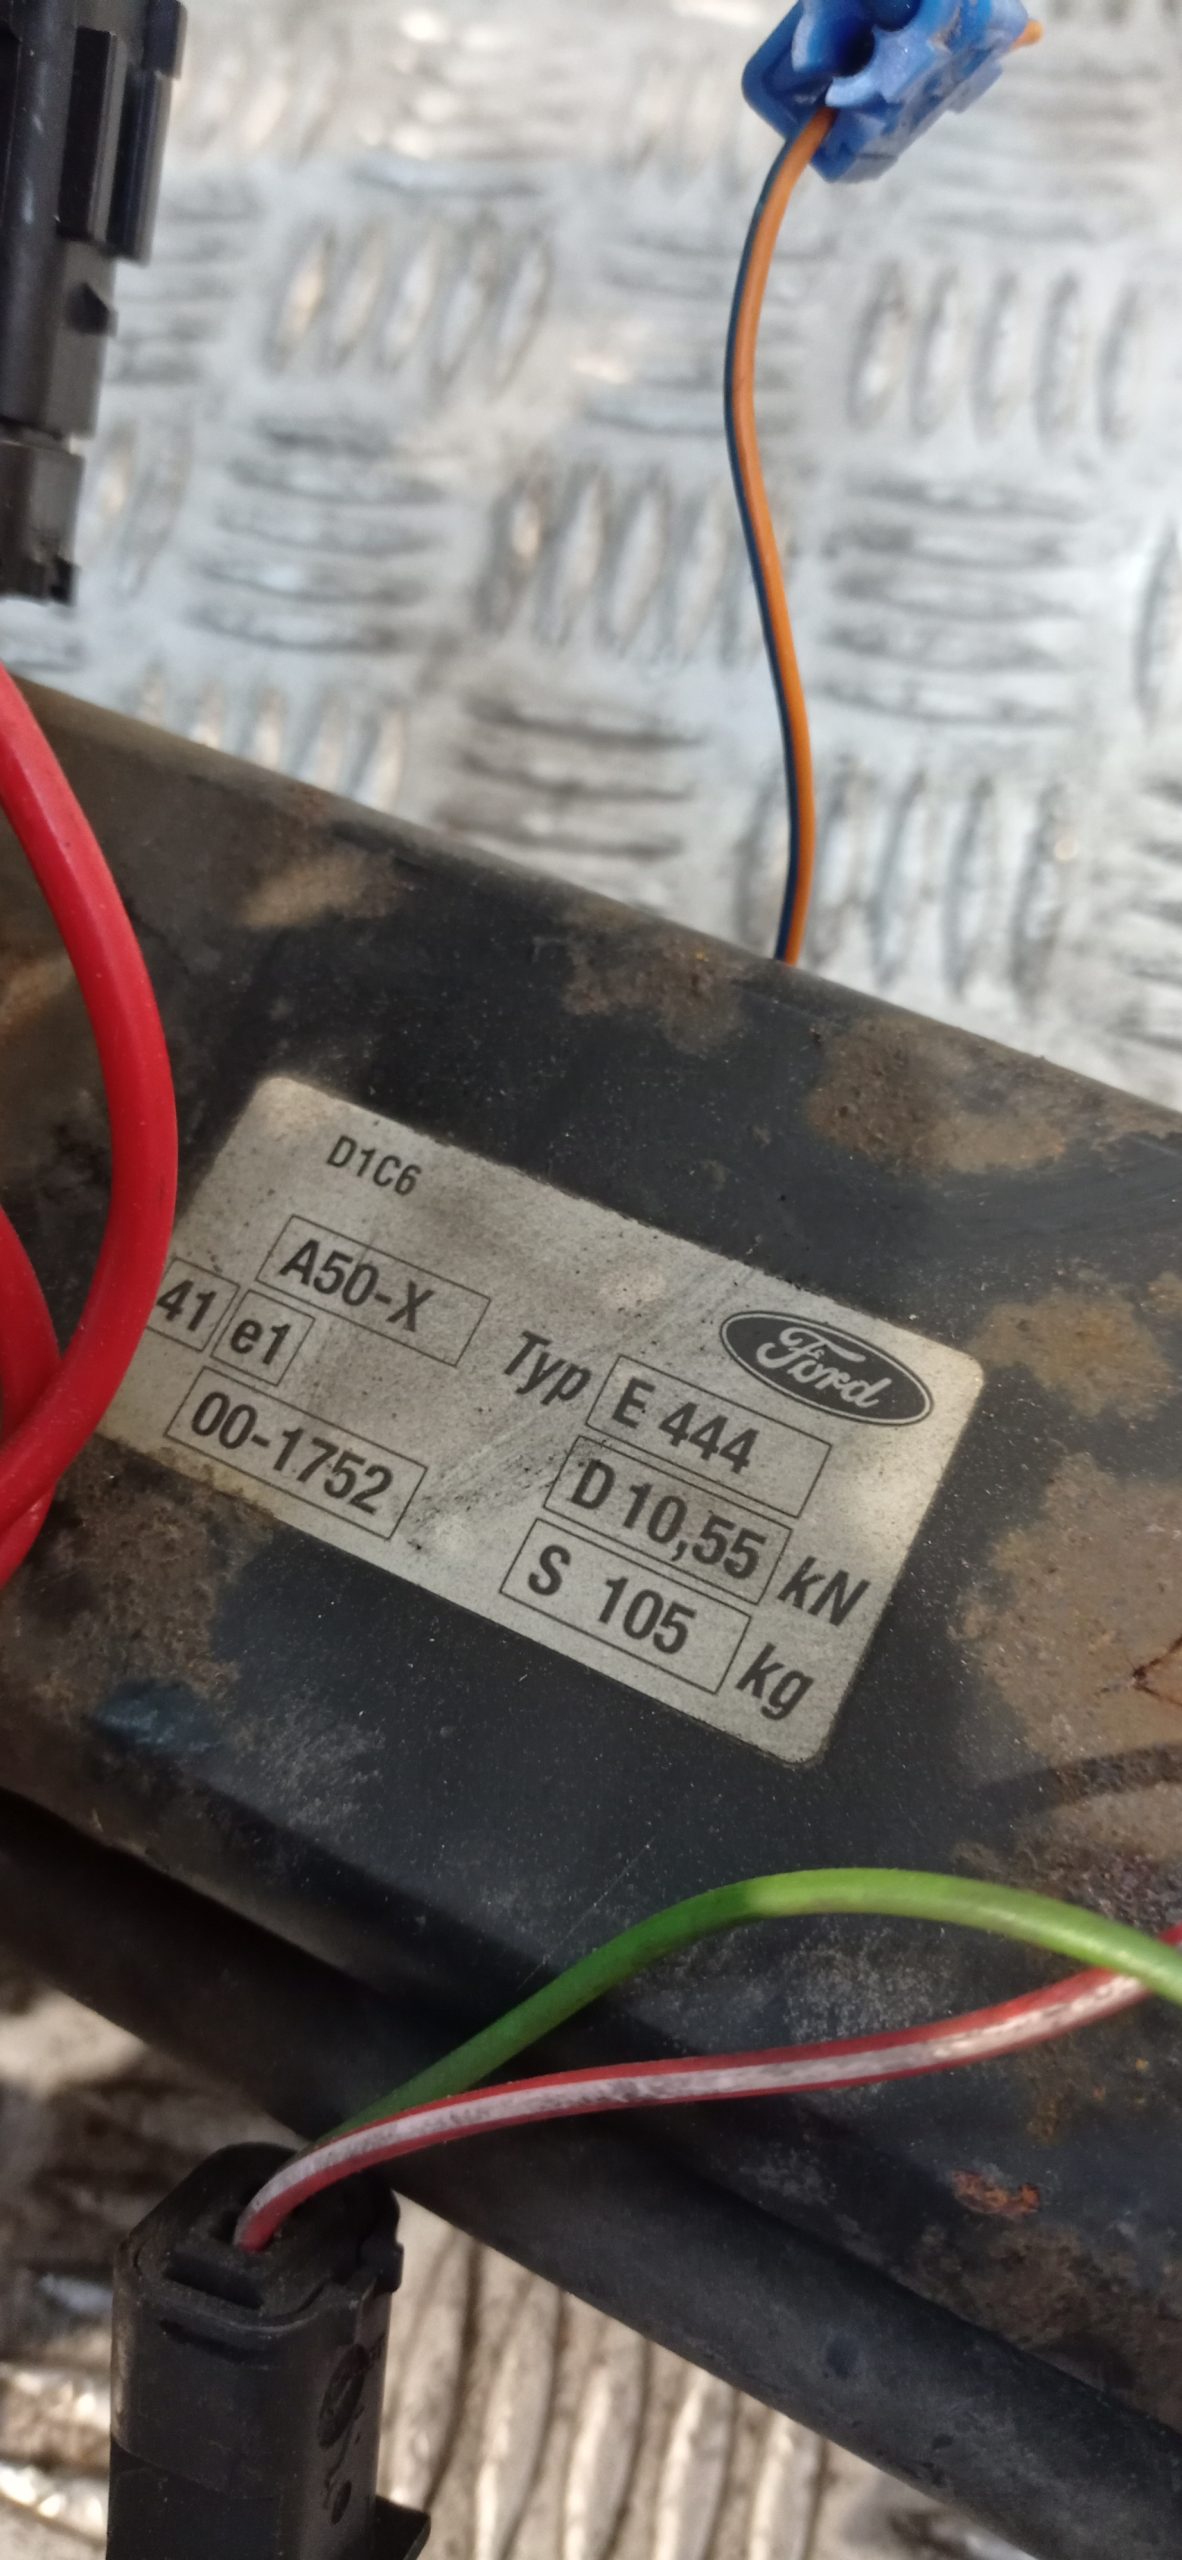 D1C6
A50-X
Ford
41 e1
Typ E 444
00-1752
D 10,55 kN
S 105 kg